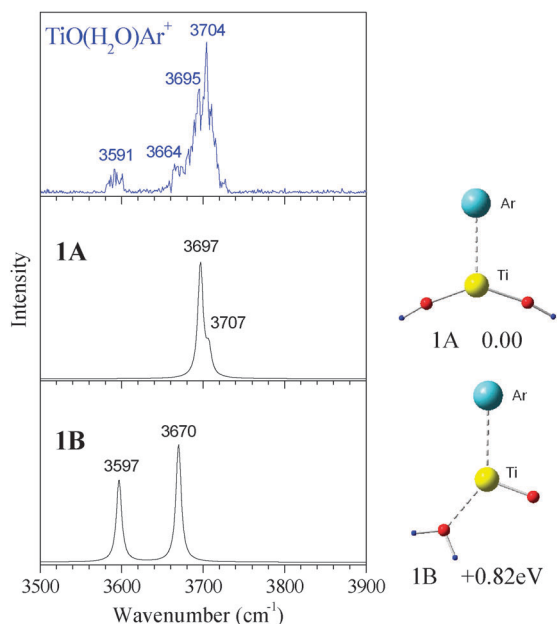 TiO(H₂O)Ar⁺
3704
3695
3664
3591
1A
3697
3707
1B
3597
3670
Intensity
3500 3600 3700 3800 3900
Wavenumber (cm⁻¹)
Ar
Ti
1A 0.00
Ar
Ti
1B +0.82eV